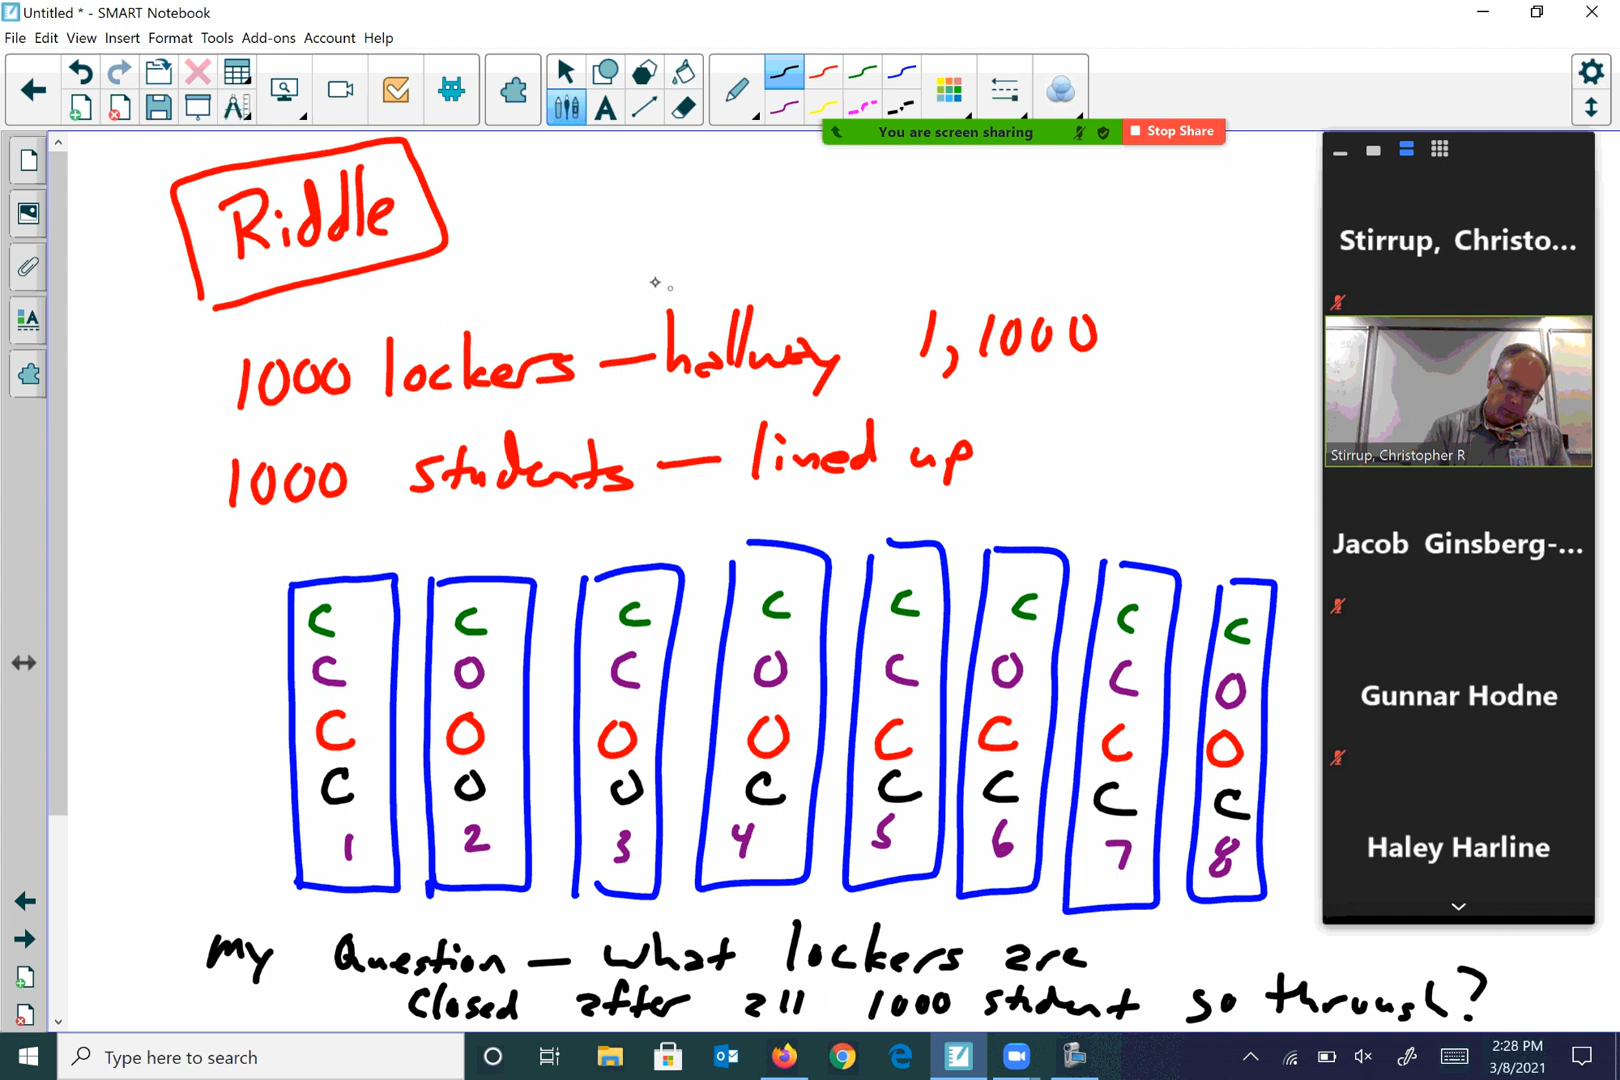 Untitled * - SMART Notebook
File Edit View Insert Format Tools Add-ons Account Help
You are screen sharing Stop Share
Riddle
1000 lockers — hallway 1, 1000
1000 students — lined up
C C C C C C C C
C O C O C O C O
C O O O C C C O
C O O C C C C C
1 2 3 4 5 6 7 8
My Question — what lockers are
closed after all 1000 student go through?
Stirrup, Christo...
Stirrup, Christopher R
Jacob Ginsberg-...
Gunnar Hodne
Haley Harline
Type here to search
2:28 PM
3/8/2021